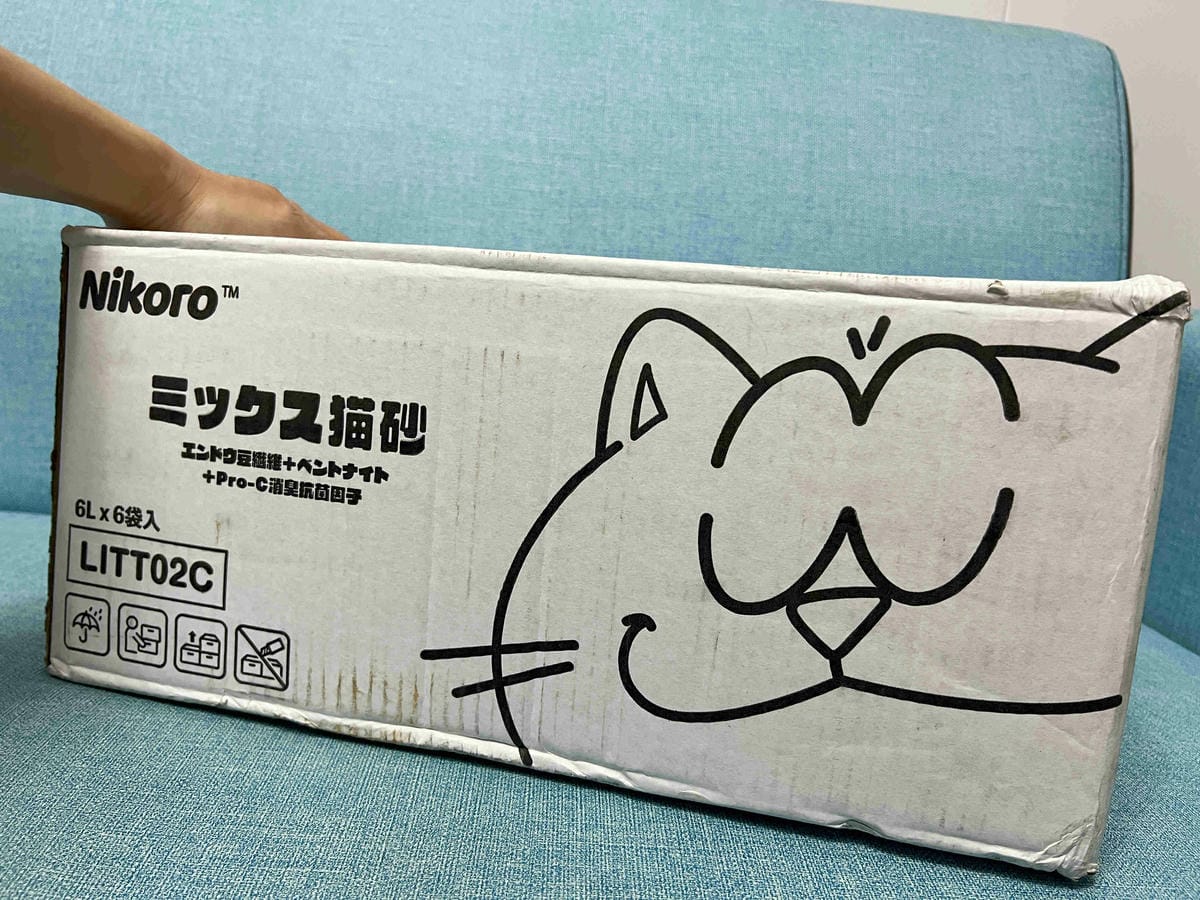 Nikoro™
ミックス猫砂
エンドウ豆繊維+ベントナイト
+Pro-C消臭抗菌因子
6L x 6袋入
LITT02C